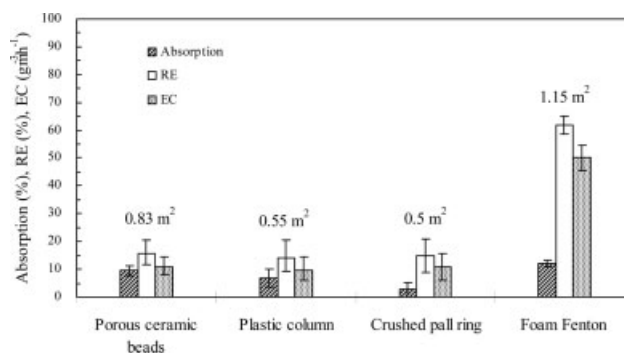 Absorption (%), RE (%), EC (gm⁻³h⁻¹)
100
90
80
70
60
50
40
30
20
10
0
Absorption
RE
EC
0.83 m²
0.55 m²
0.5 m²
1.15 m²
Porous ceramic
beads
Plastic column
Crushed pall ring
Foam Fenton